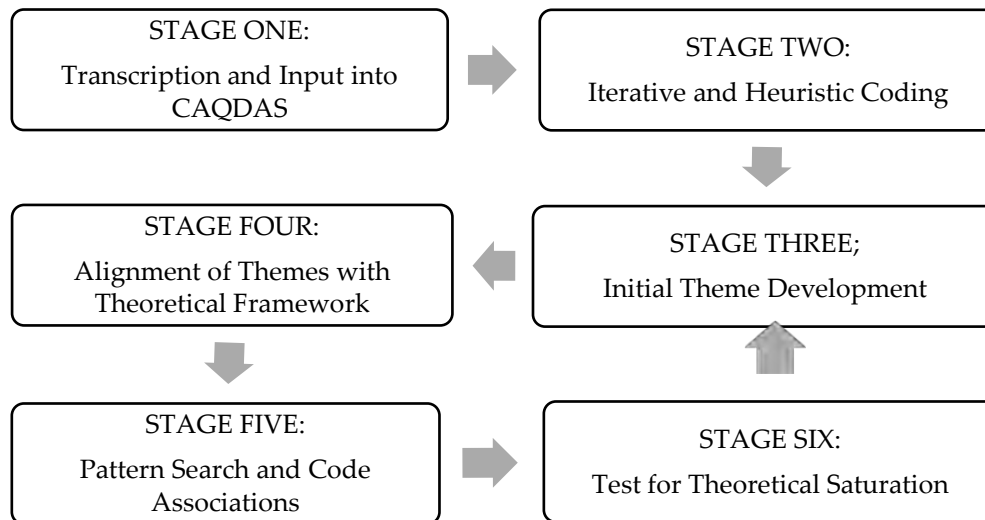 STAGE ONE:
Transcription and Input into
CAQDAS
STAGE TWO:
Iterative and Heuristic Coding
STAGE THREE;
Initial Theme Development
STAGE FOUR:
Alignment of Themes with
Theoretical Framework
STAGE FIVE:
Pattern Search and Code
Associations
STAGE SIX:
Test for Theoretical Saturation